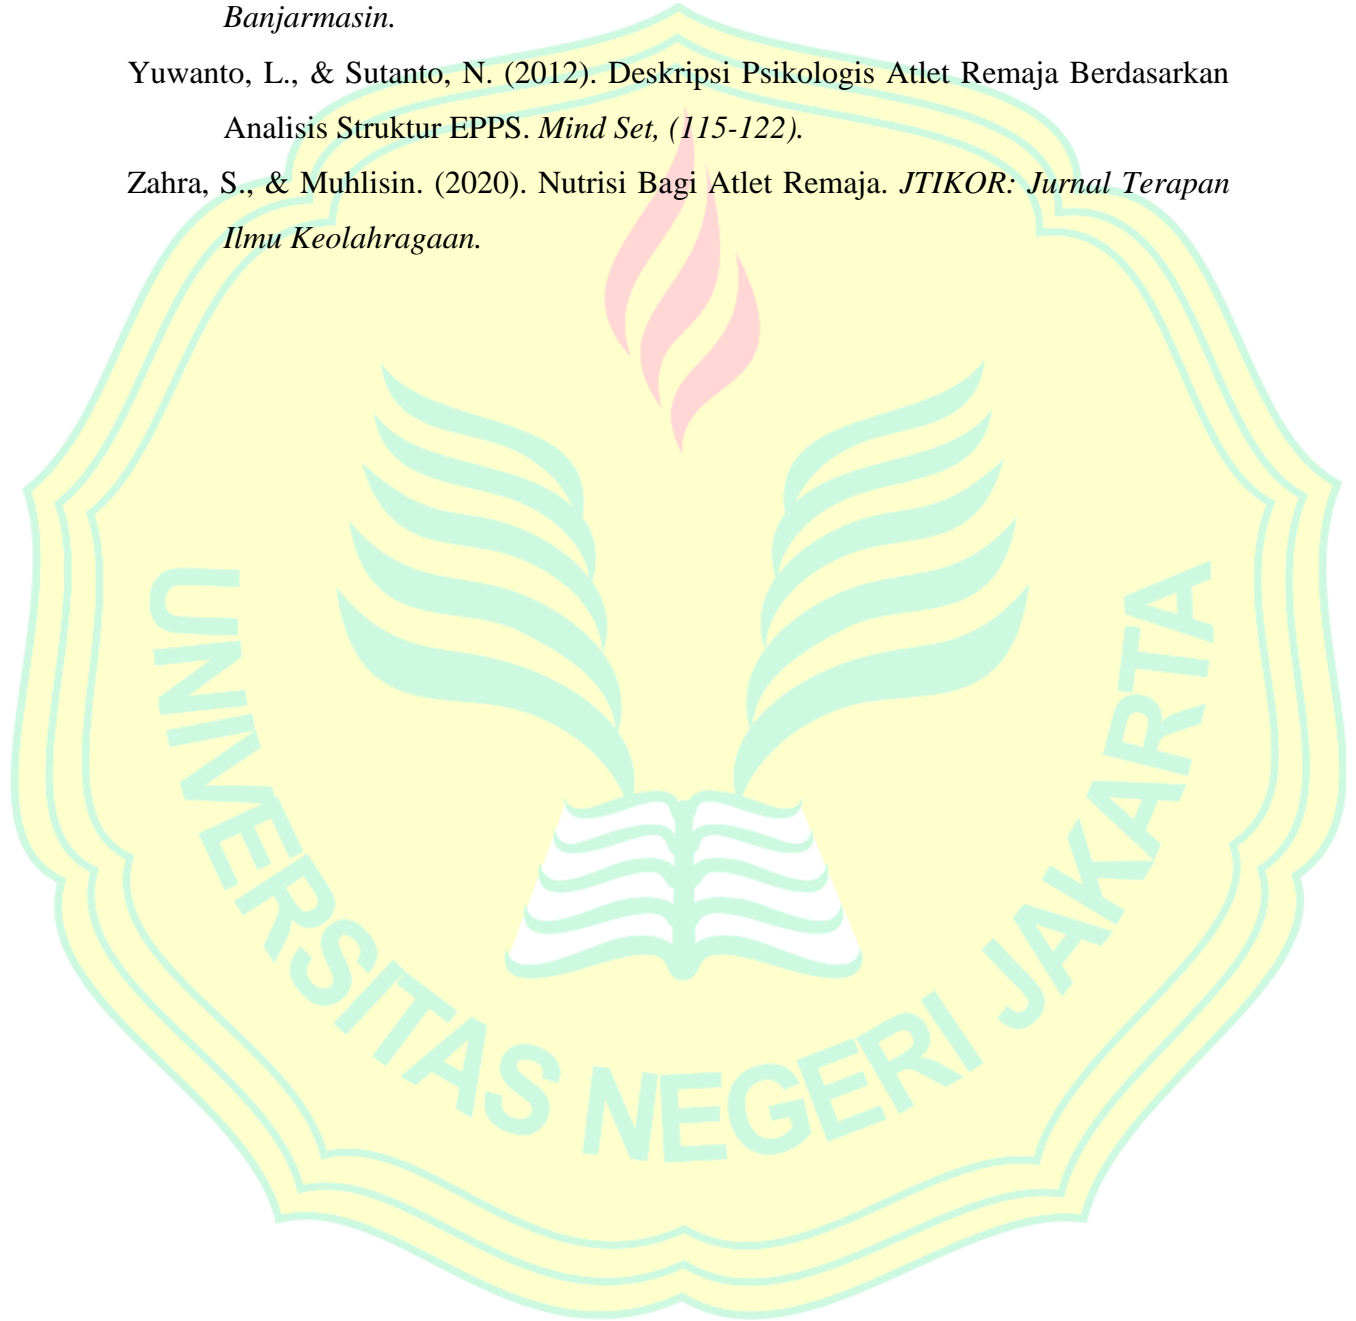 Banjarmasin.
Yuwanto, L., & Sutanto, N. (2012). Deskripsi Psikologis Atlet Remaja Berdasarkan
Analisis Struktur EPPS. Mind Set, (115-122).
Zahra, S., & Muhlisin. (2020). Nutrisi Bagi Atlet Remaja. JTIKOR: Jurnal Terapan
Ilmu Keolahragaan.
UNIVERSITAS NEGERI JAKARTA